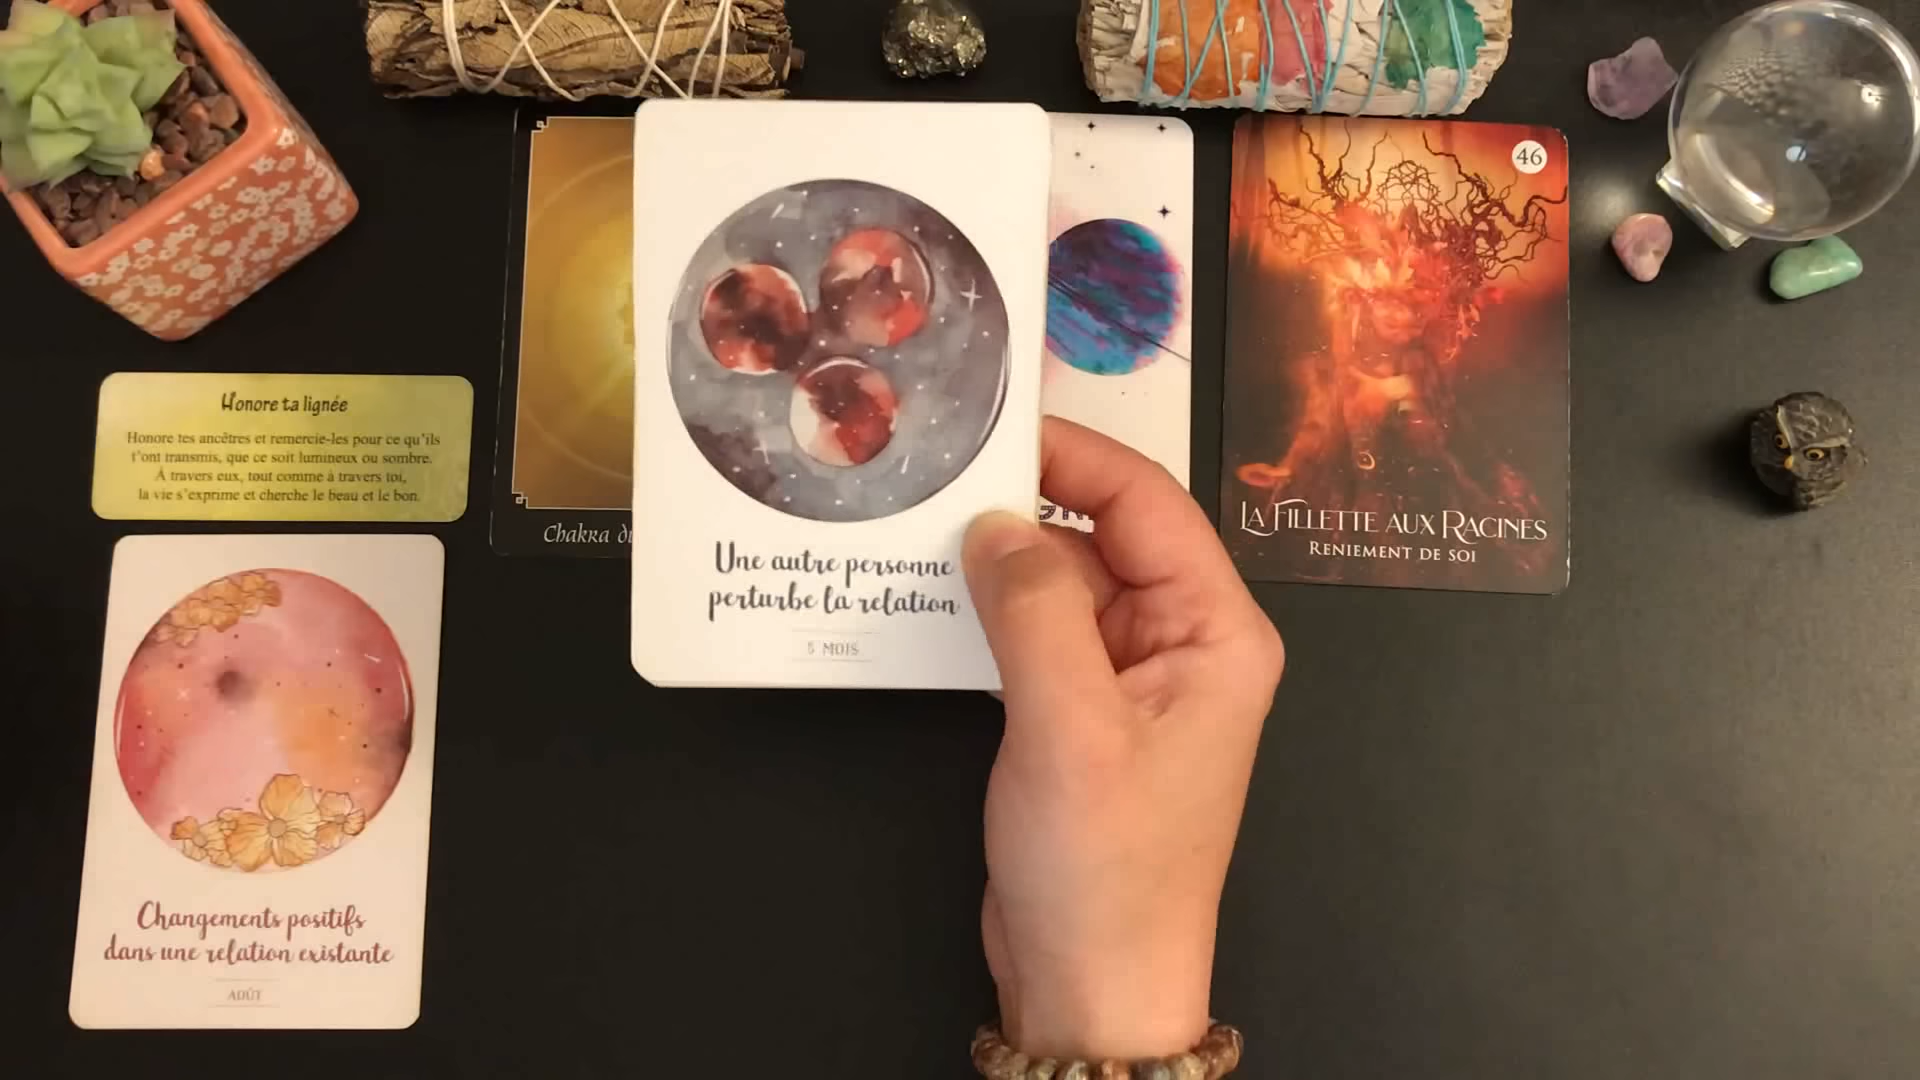 Honore ta lignée
Honore tes ancêtres et remercie-les pour ce qu'ils
t'ont transmis, que ce soit lumineux ou sombre.
À travers eux, tout comme à travers toi,
la vie s'exprime et cherche le beau et le bon.
Changements positifs
dans une relation existante
AOÛT
Chakra
Une autre personne
perturbe la relation
5 MOIS
46
LA FILLETTE AUX RACINES
RENIEMENT DE SOI